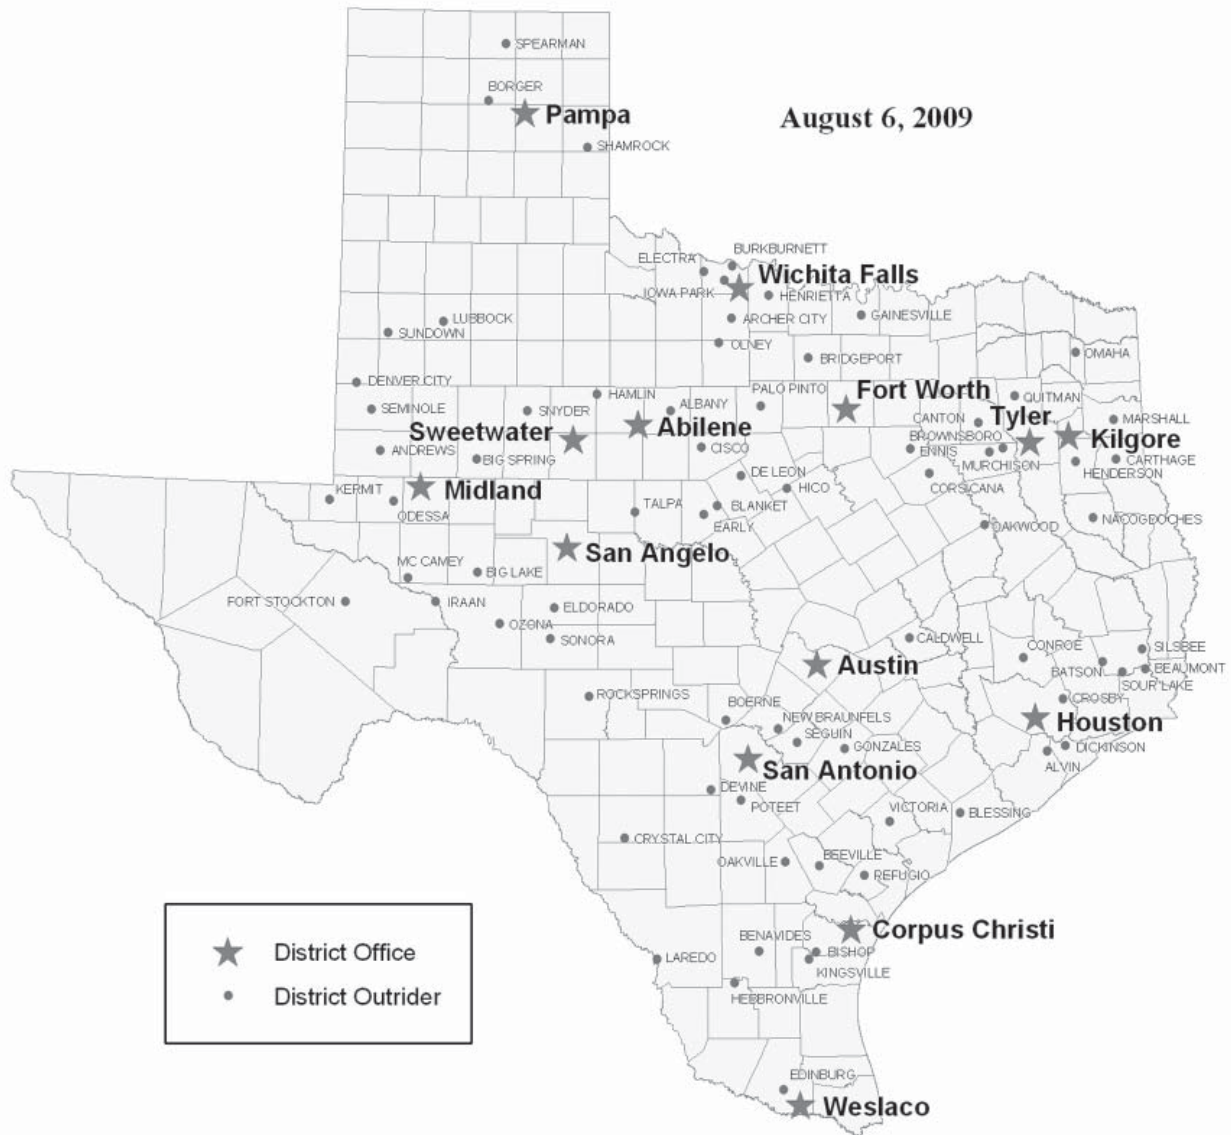 SPEARMAN
BORGER
Pampa
August 6, 2009
SHAMROCK
BURKBURNETT
ELECTRA
Wichita Falls
IOWA PARK
HENRIETTA
GAINESVILLE
LUBBOCK
ARCHER CITY
SUNDOWN
OLNEY
OMAHA
BRIDGEPORT
DENVER CITY
HAMLIN
PALO PINTO
Fort Worth
QUITMAN
SEMINOLE
SNYDER
ALBANY
CANTON
Tyler
MARSHALL
Sweetwater
Abilene
BROWNSBORO
Kilgore
ANDREWS
BIG SPRING
CISCO
ENNIS
MURCHISON
CARTHAGE
HENDERSON
DE LEON
KERMIT
Midland
HICO
CORSICANA
ODESSA
TALPA
BLANKET
EARLY
OAKWOOD
NACOGDOCHES
San Angelo
MC CAMEY
BIG LAKE
FORT STOCKTON
IRAAN
ELDORADO
OZONA
SONORA
CALDWELL
CONROE
SILSBEE
Austin
BATSON
BEAUMONT
SOUR LAKE
ROCKSPRINGS
BOERNE
CROSBY
NEW BRAUNFELS
Houston
SEGUIN
GONZALES
DICKINSON
ALVIN
San Antonio
DEVINE
POTEET
VICTORIA
BLESSING
CRYSTAL CITY
OAKVILLE
BEEVILLE
REFUGIO
Corpus Christi
BENAVIDES
BISHOP
LAREDO
KINGSVILLE
HEBBRONVILLE
District Office
District Outrider
EDINBURG
Weslaco